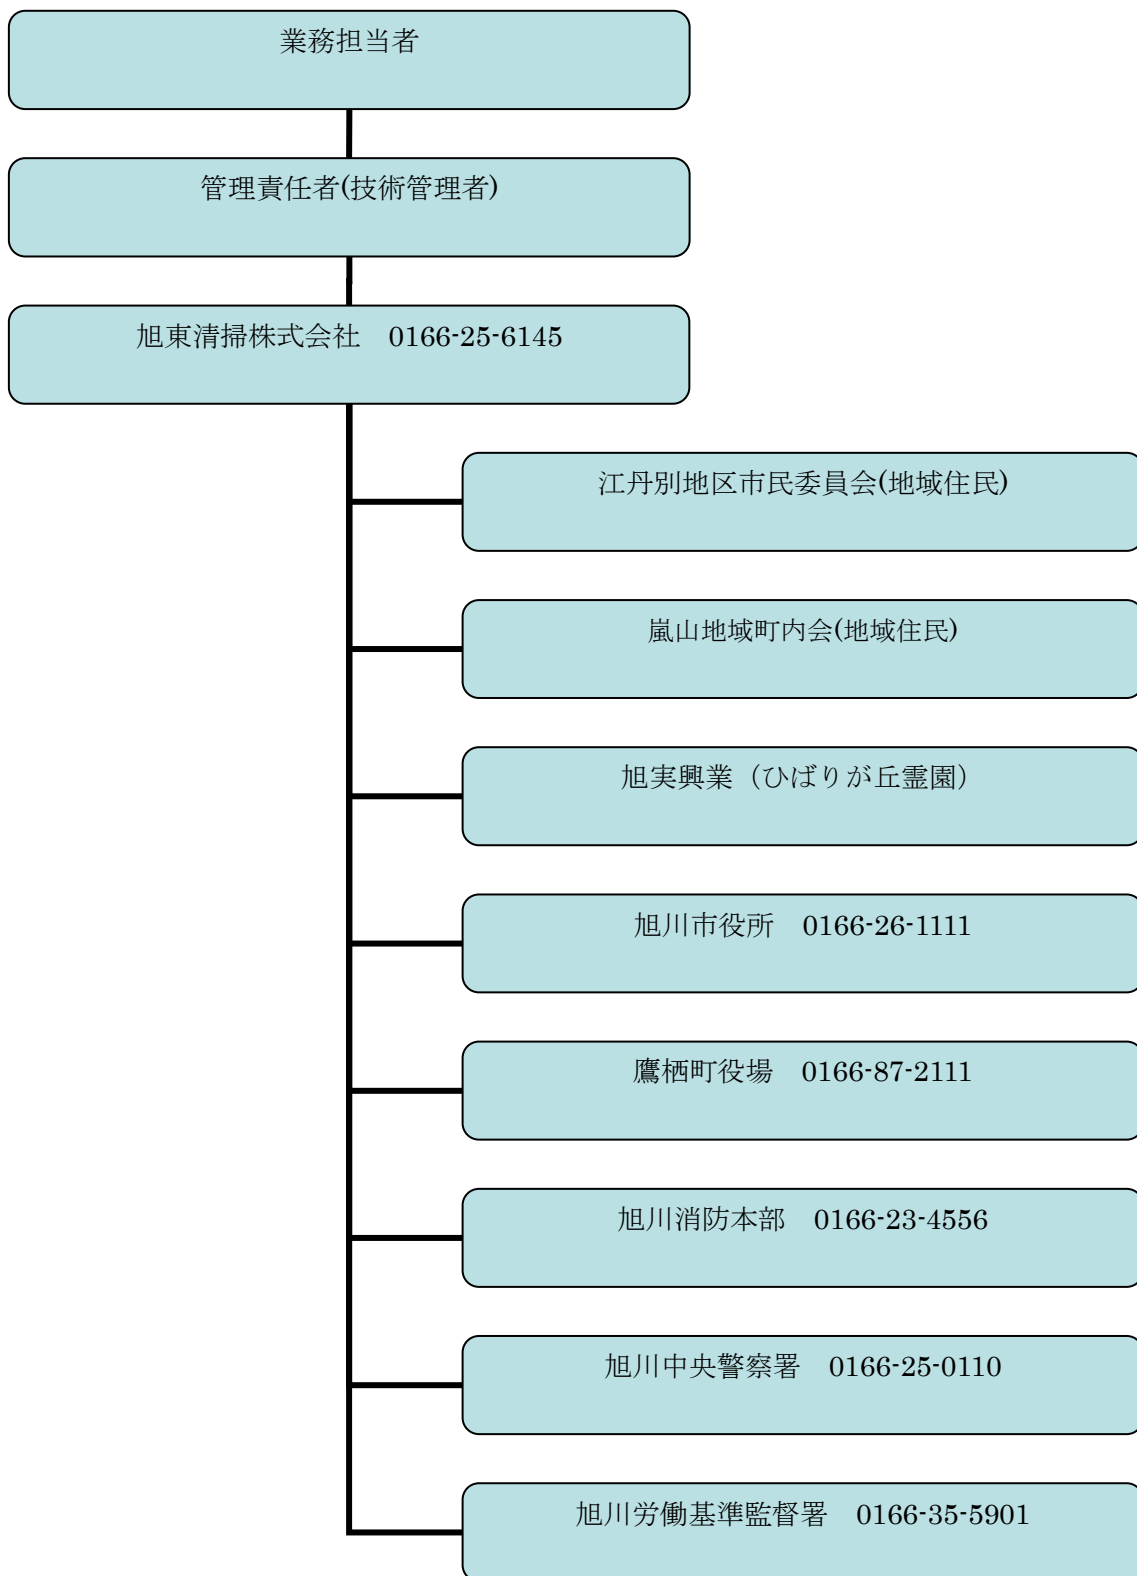 業務担当者
管理責任者(技術管理者)
旭東清掃株式会社　0166-25-6145
江丹別地区市民委員会(地域住民)
嵐山地域町内会(地域住民)
旭実興業（ひばりが丘霊園）
旭川市役所　0166-26-1111
鷹栖町役場　0166-87-2111
旭川消防本部　0166-23-4556
旭川中央警察署　0166-25-0110
旭川労働基準監督署　0166-35-5901